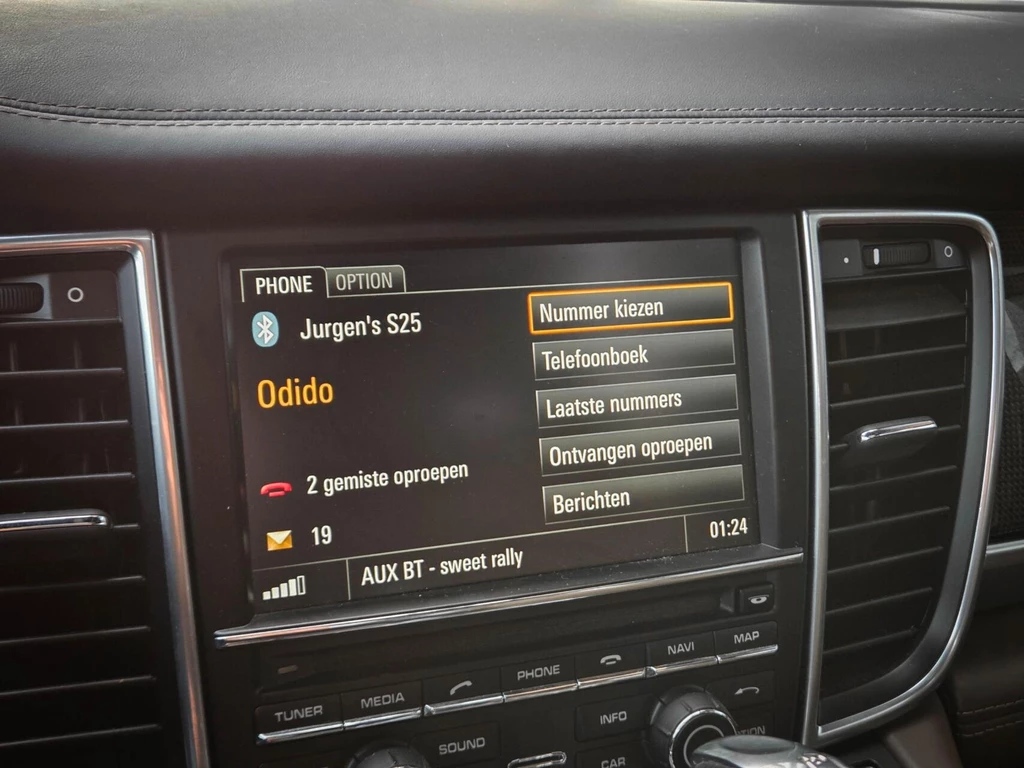 PHONE OPTION
Jurgen's S25
Odido
2 gemiste oproepen
19
Nummer kiezen
Telefoonboek
Laatste nummers
Ontvangen oproepen
Berichten
AUX BT - sweet rally
01:24
TUNER MEDIA PHONE NAVI MAP
SOUND INFO
CAR